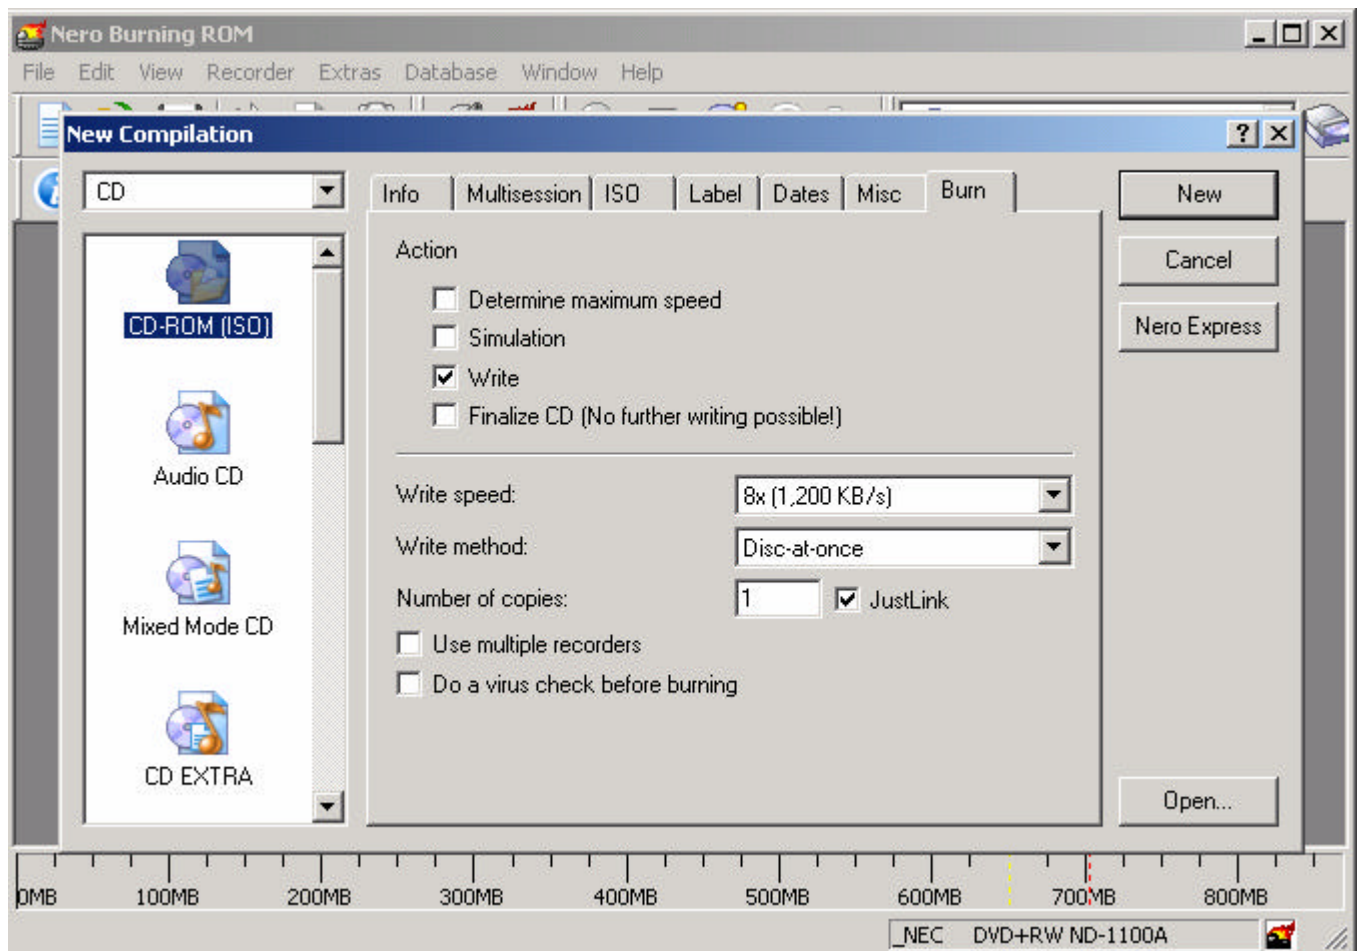 Nero Burning ROM
File Edit View Recorder Extras Database Window Help
New Compilation
CD
Info Multisession ISO Label Dates Misc Burn
New
Cancel
Nero Express
CD-ROM (ISO)
Audio CD
Mixed Mode CD
CD EXTRA
Action
Determine maximum speed
Simulation
Write
Finalize CD (No further writing possible!)
Write speed: 8x (1,200 KB/s)
Write method: Disc-at-once
Number of copies: 1 JustLink
Use multiple recorders
Do a virus check before burning
Open...
0MB 100MB 200MB 300MB 400MB 500MB 600MB 700MB 800MB
_NEC DVD+RW ND-1100A